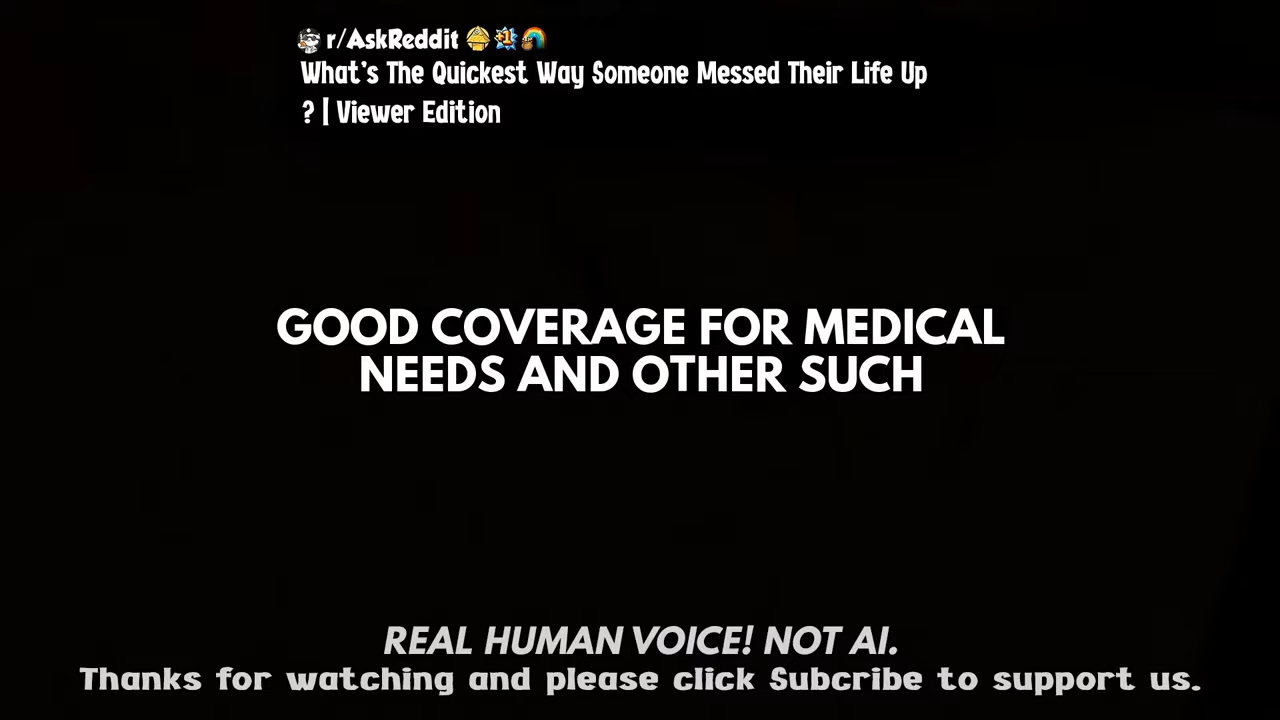 r/AskReddit
What's The Quickest Way Someone Messed Their Life Up
? | Viewer Edition
GOOD COVERAGE FOR MEDICAL
NEEDS AND OTHER SUCH
REAL HUMAN VOICE! NOT AI.
Thanks for watching and please click Subcribe to support us.